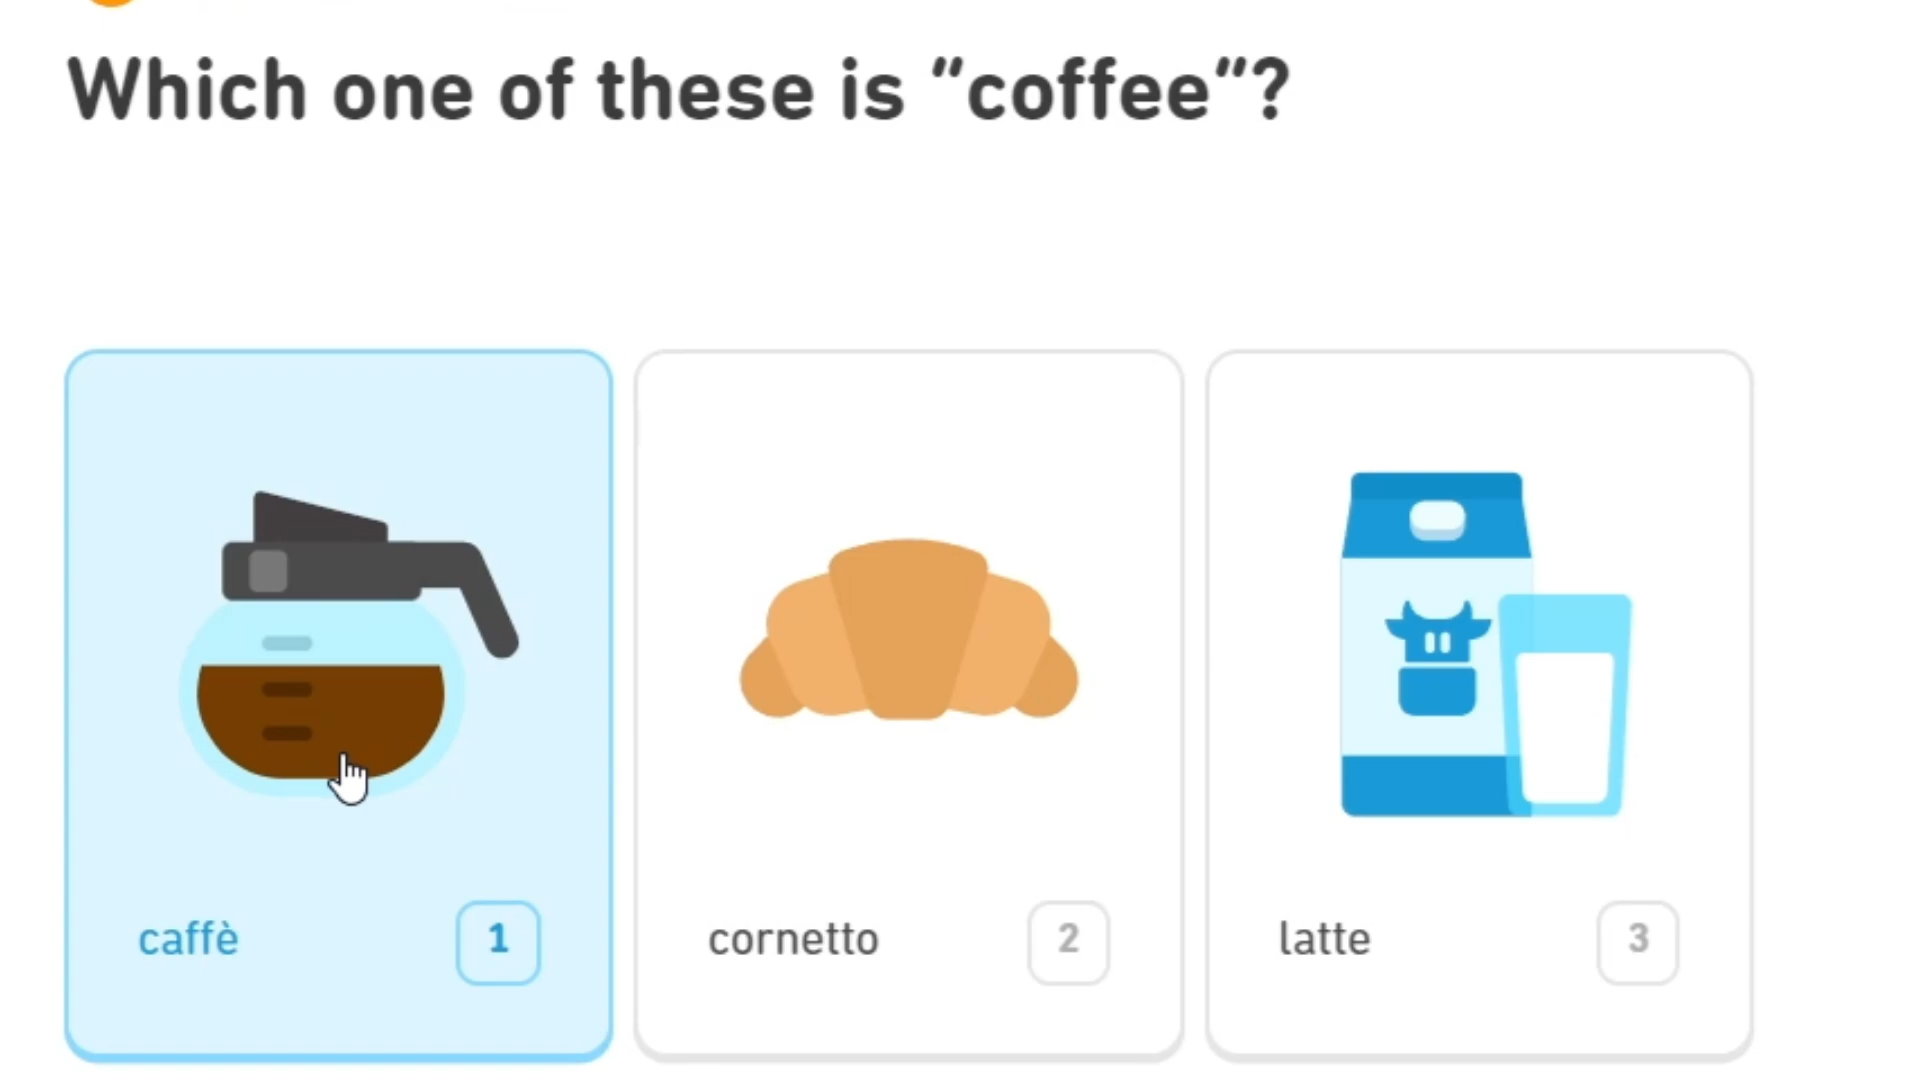 Which one of these is "coffee"?
caffè 1
cornetto 2
latte 3